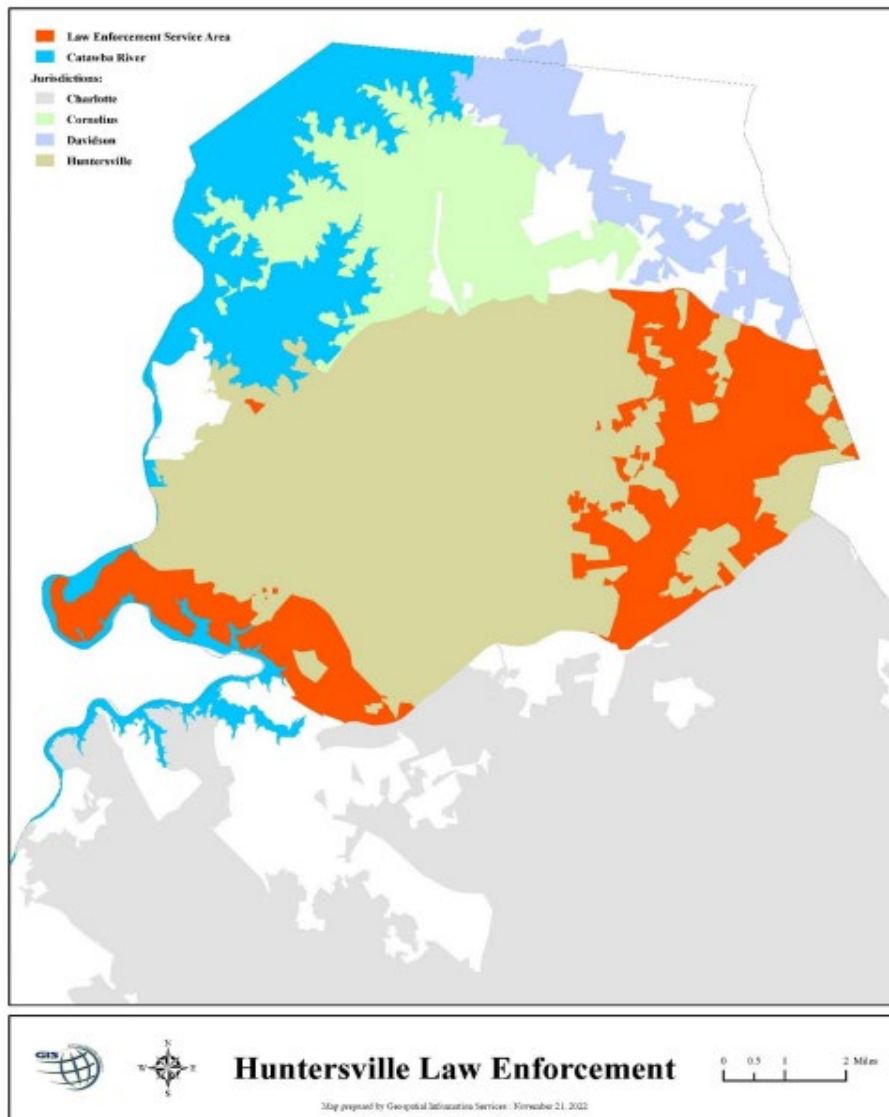 Law Enforcement Service Area
Catawba River
Jurisdictions:
Charlotte
Cornelius
Davidson
Huntersville
GIS
N
W E
S
Huntersville Law Enforcement
0 0.5 1 2 Miles
Map prepared by Geospatial Information Services: November 21, 2022